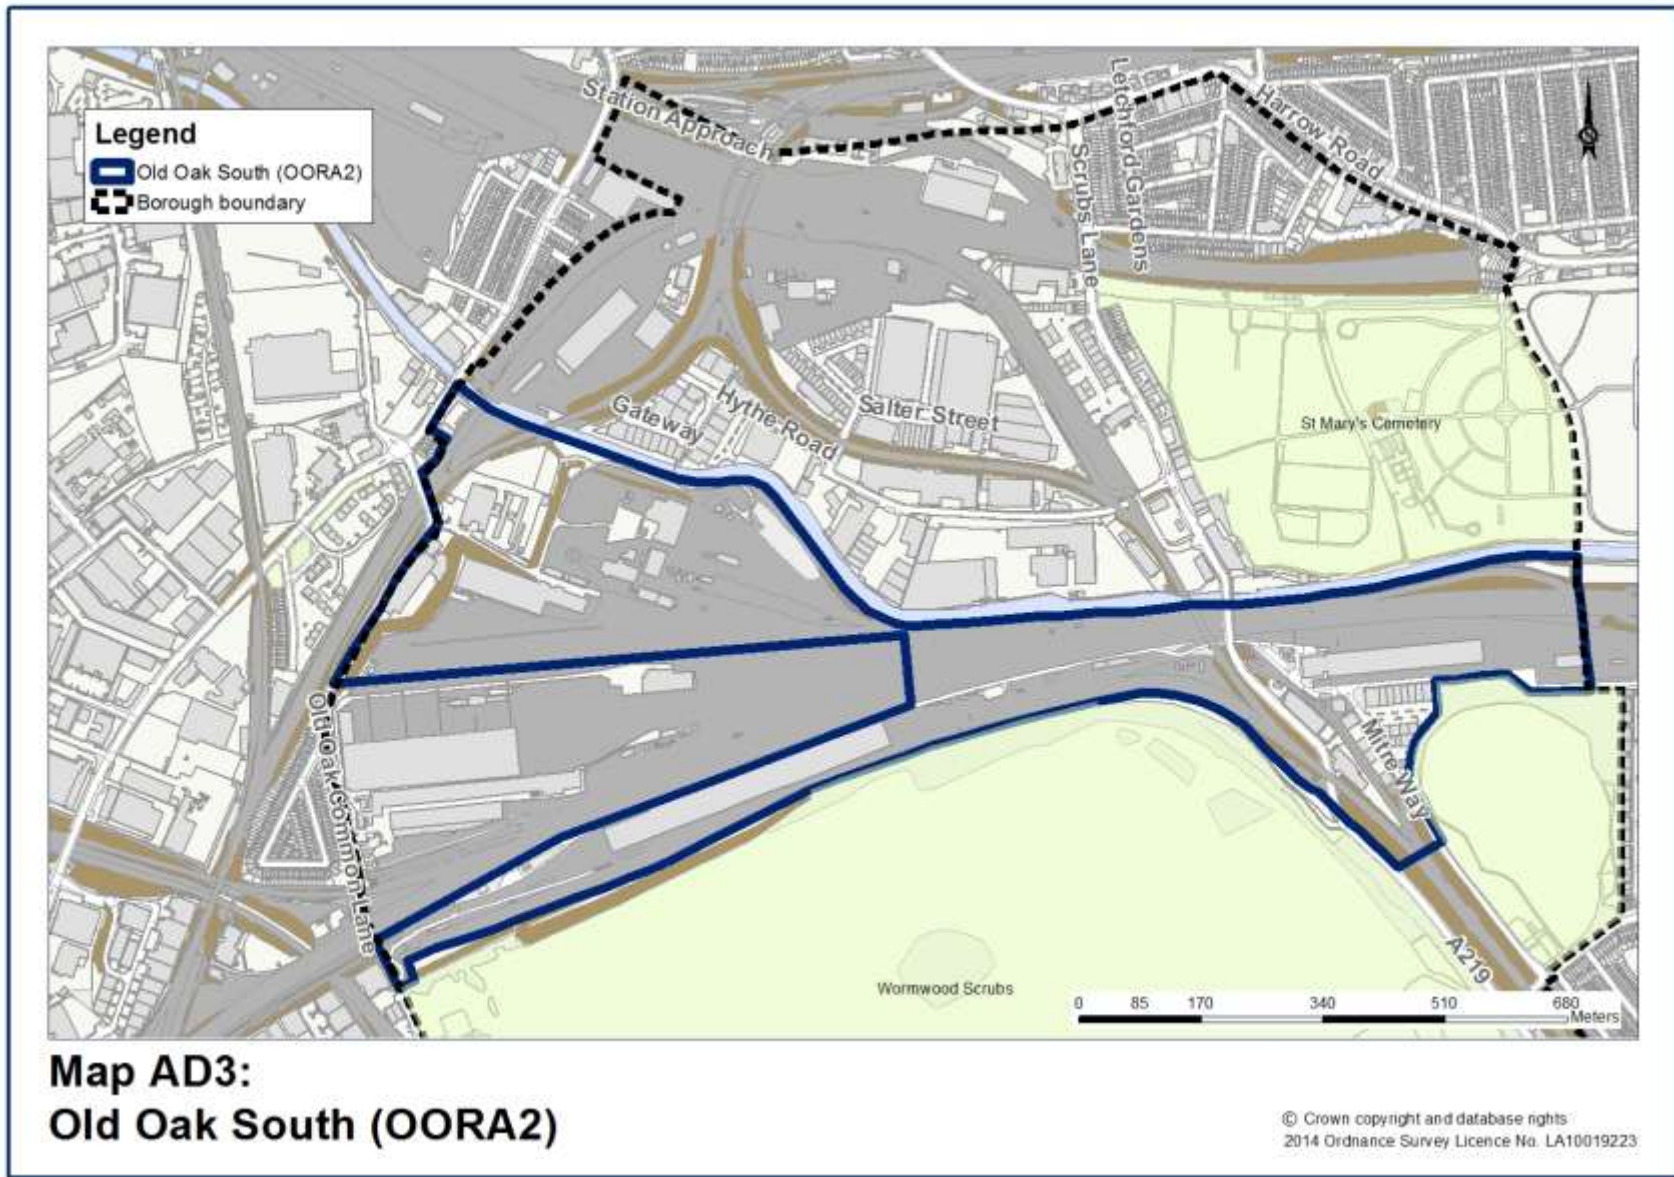 Legend
Old Oak South (OORA2)
Borough boundary
Station Approach
Letchford Gardens
Harrow Road
Scrubs Lane
St Mary's Cemetery
Gateway
Hythe Road
Salter Street
Old Oak Common Lane
Mitre Way
A219
Wormwood Scrubs
0 85 170 340 510 680
Meters
Map AD3:
Old Oak South (OORA2)
© Crown copyright and database rights
2014 Ordnance Survey Licence No. LA10019223